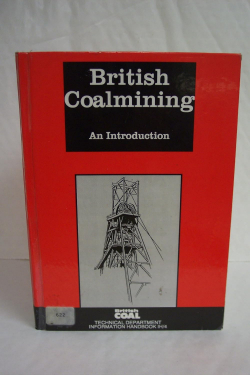 British
Coalmining
An Introduction
British
COAL
TECHNICAL DEPARTMENT
INFORMATION HANDBOOK